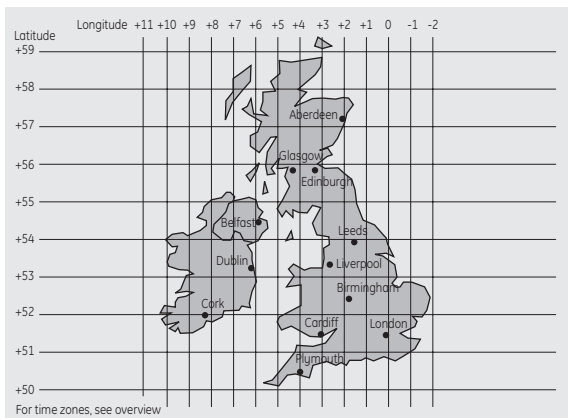 Longitude +11 +10 +9 +8 +7 +6 +5 +4 +3 +2 +1 0 -1 -2
Latitude
+59
+58
Aberdeen
+57
Glasgow
+56
Edinburgh
+55
Belfast
Leeds
+54
Dublin
Liverpool
+53
Birmingham
Cork
+52
Cardiff
London
+51
Plymouth
+50
For time zones, see overview